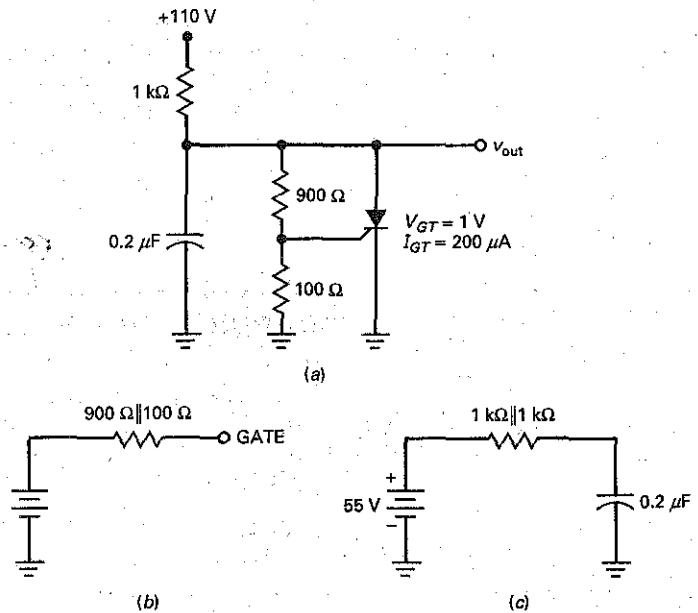 +110 V
1 kΩ
v_out
900 Ω
0.2 μF
V_GT = 1 V
I_GT = 200 μA
100 Ω
(a)
900 Ω∥100 Ω
GATE
(b)
1 kΩ∥1 kΩ
+
55 V
−
0.2 μF
(c)